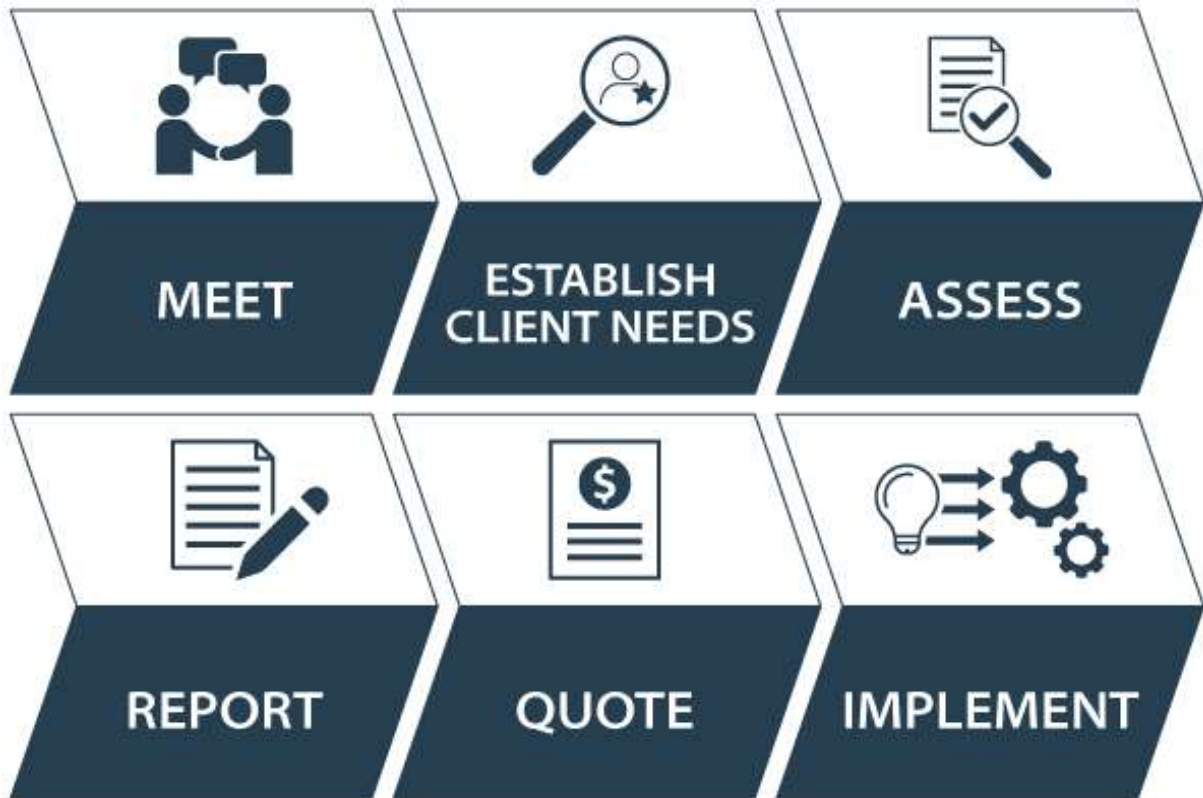 MEET
ESTABLISH
CLIENT NEEDS
ASSESS
$
REPORT
QUOTE
IMPLEMENT